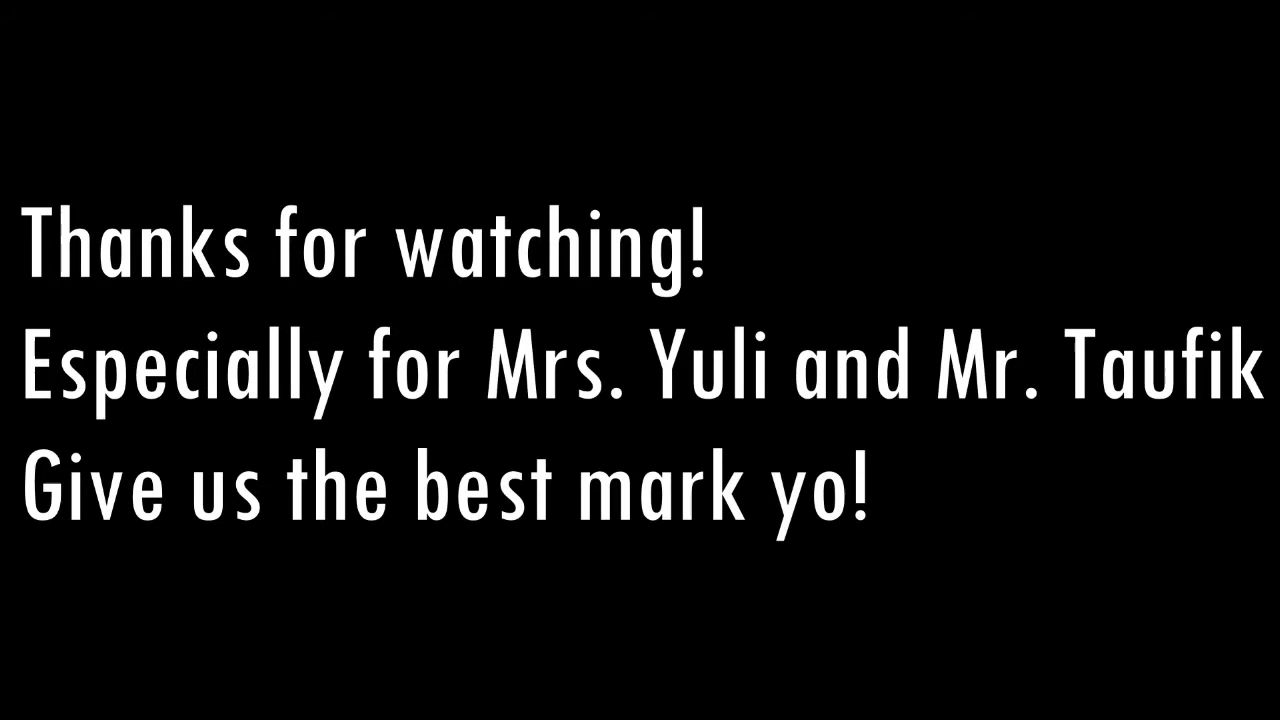 Thanks for watching!
Especially for Mrs. Yuli and Mr. Taufik
Give us the best mark yo!